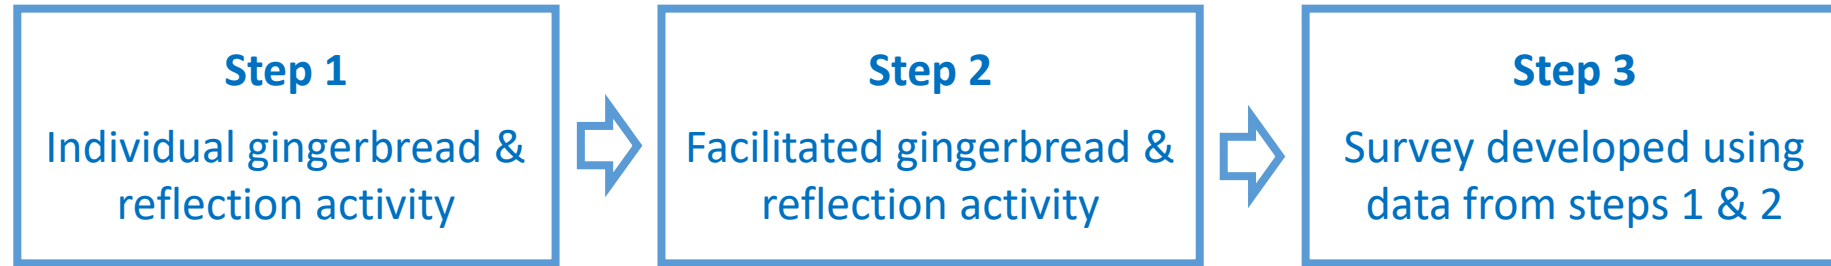 Step 1
Individual gingerbread &
reflection activity
Step 2
Facilitated gingerbread &
reflection activity
Step 3
Survey developed using
data from steps 1 & 2